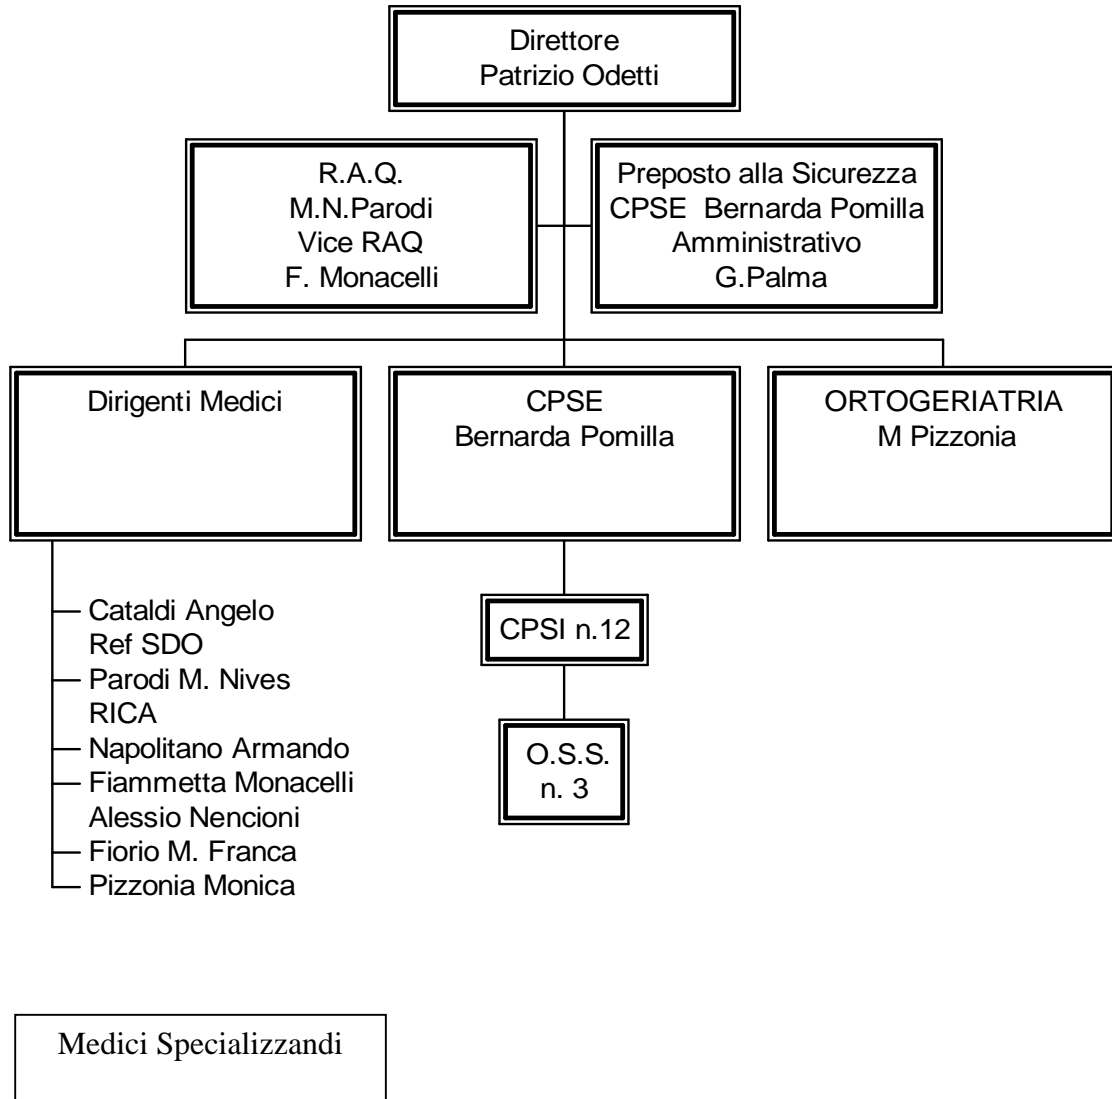 Direttore
Patrizio Odetti
R.A.Q.
M.N.Parodi
Vice RAQ
F. Monacelli
Preposto alla Sicurezza
CPSE  Bernarda Pomilla
Amministrativo
G.Palma
Dirigenti Medici
CPSE
Bernarda Pomilla
ORTOGERIATRIA
M Pizzonia
Cataldi Angelo
Ref SDO
Parodi M. Nives
RICA
Napolitano Armando
Fiammetta Monacelli
Alessio Nencioni
Fiorio M. Franca
Pizzonia Monica
CPSI n.12
O.S.S.
n. 3
Medici Specializzandi